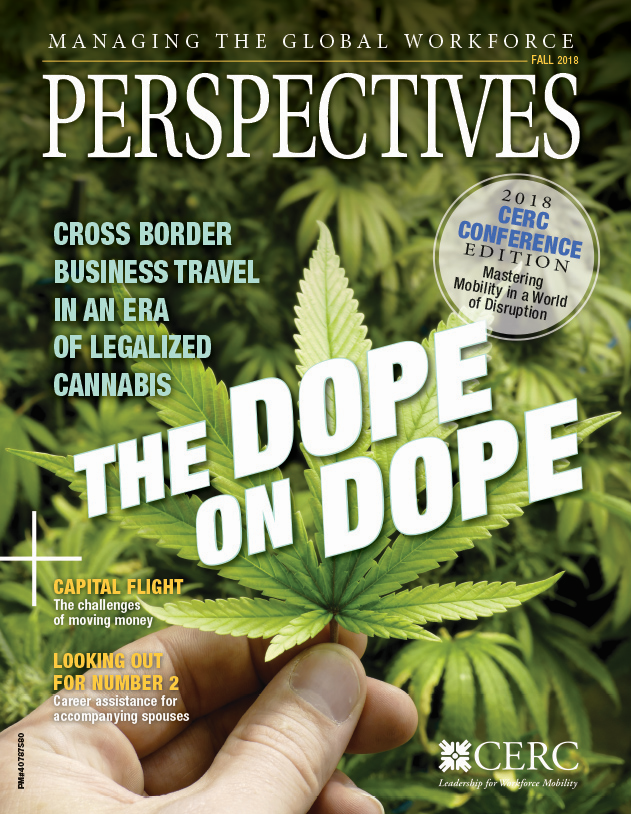 MANAGING THE GLOBAL WORKFORCE
FALL 2018
PERSPECTIVES
2018
CERC
CONFERENCE
EDITION
Mastering
Mobility in a World
of Disruption
CROSS BORDER
BUSINESS TRAVEL
IN AN ERA
OF LEGALIZED
CANNABIS
THE DOPE
ON DOPE
CAPITAL FLIGHT
The challenges
of moving money
LOOKING OUT
FOR NUMBER 2
Career assistance for
accompanying spouses
PM#40787580
CERC
Leadership for Workforce Mobility